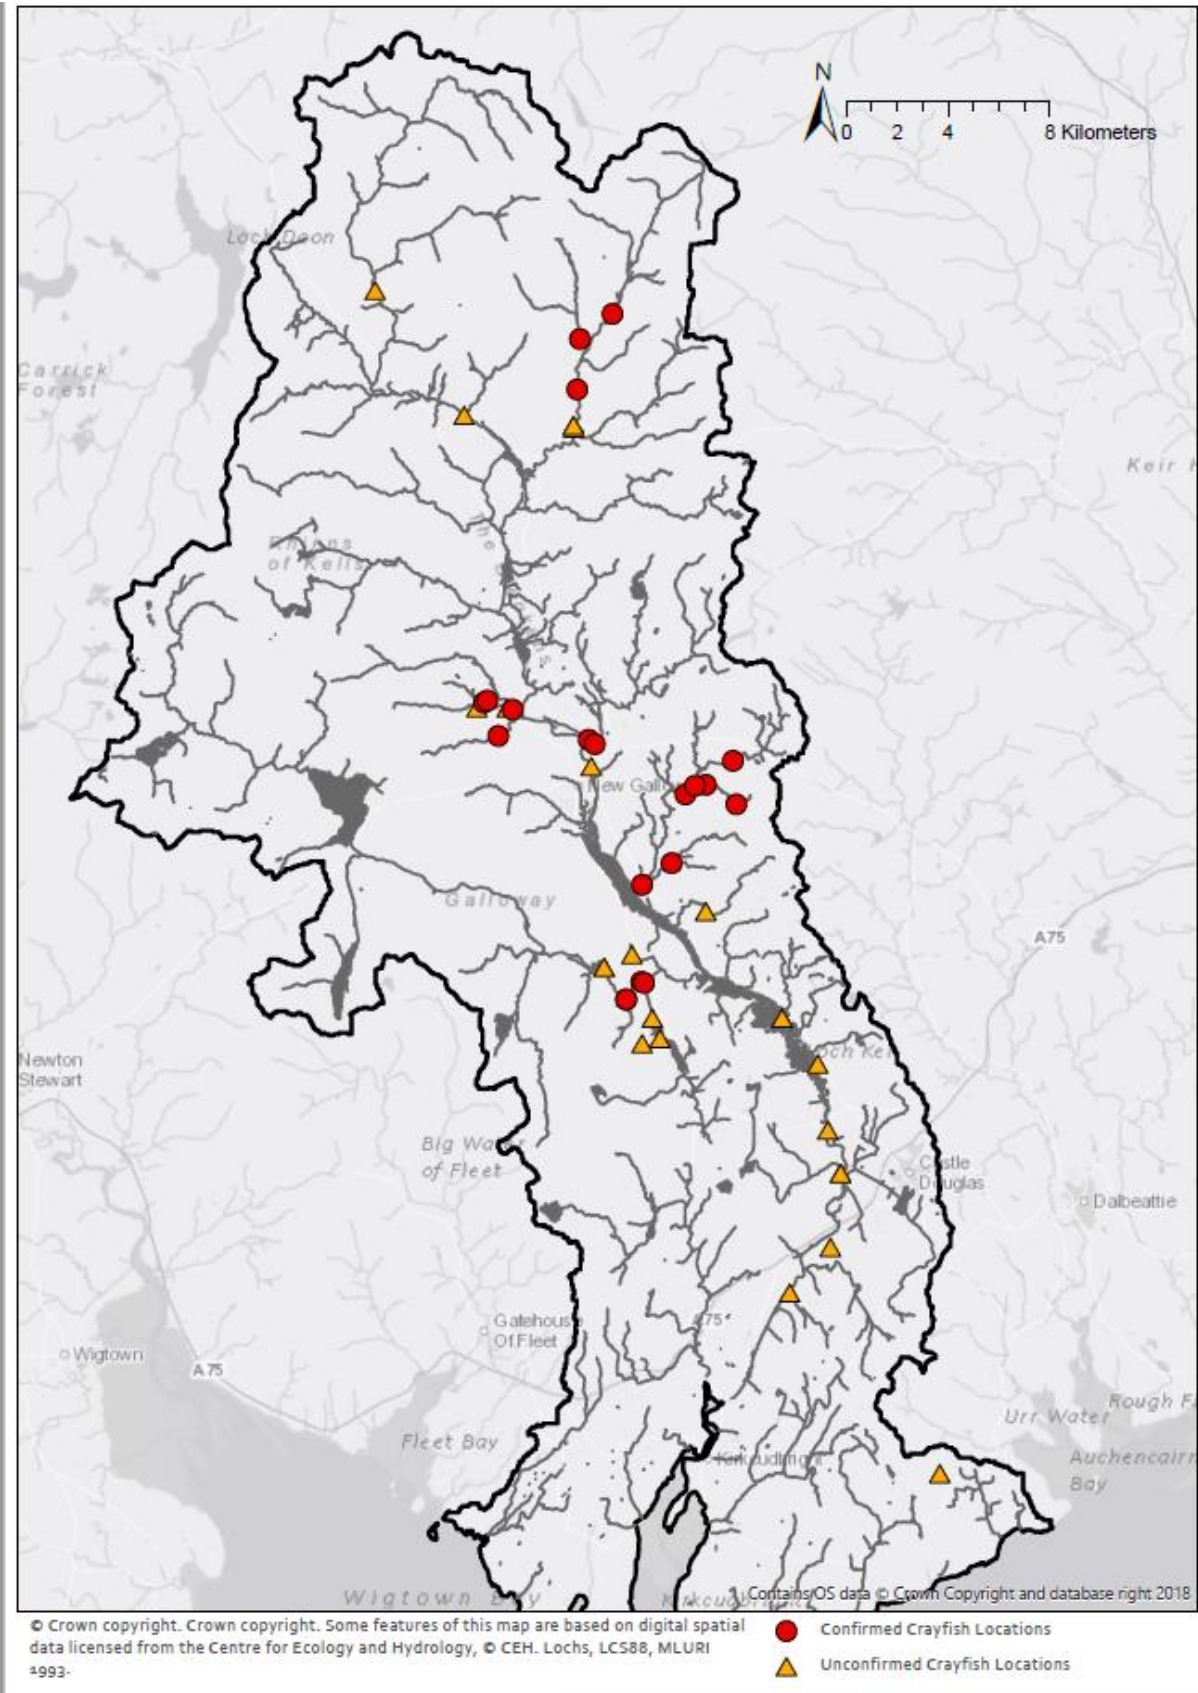 N
0 2 4 8 Kilometers
Loch Doon
Carrick
Forest
Keir
Rhinns
of Kells
New Gall
Galloway
A75
Newton
Stewart
och Ken
Big Water
of Fleet
Castle
Douglas
Dalbeattie
Gatehouse
Of Fleet
A75
Wigtown
A75
Rough F
Urr Water
Fleet Bay
Kirkcudbright
Auchencairn
Bay
Wigtown Bay
Contains OS data © Crown Copyright and database right 2018
© Crown copyright. Crown copyright. Some features of this map are based on digital spatial
data licensed from the Centre for Ecology and Hydrology, © CEH. Lochs, LCS88, MLURI
1993.
Confirmed Crayfish Locations
Unconfirmed Crayfish Locations